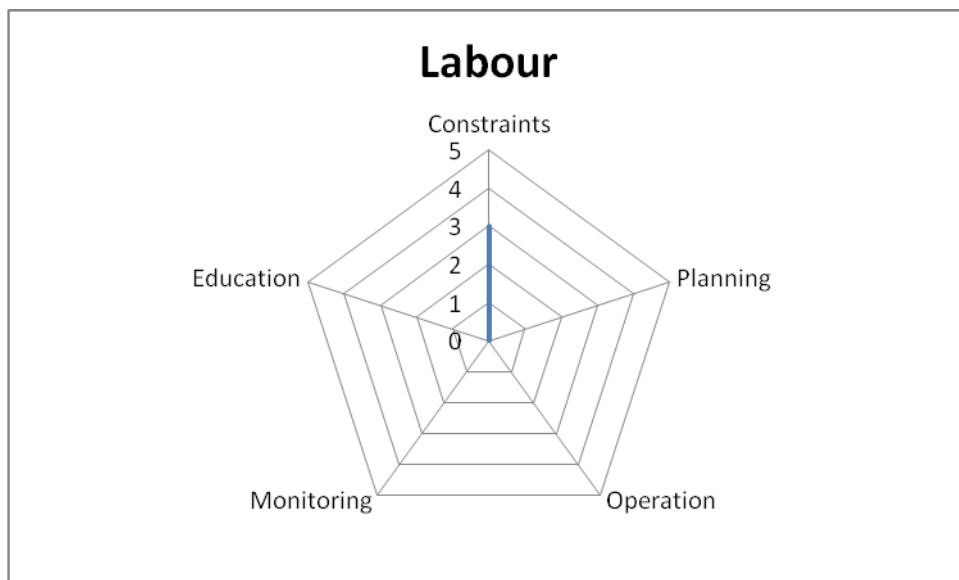 Labour
Constraints
5
4
3
2
1
0
Education
Planning
Monitoring
Operation